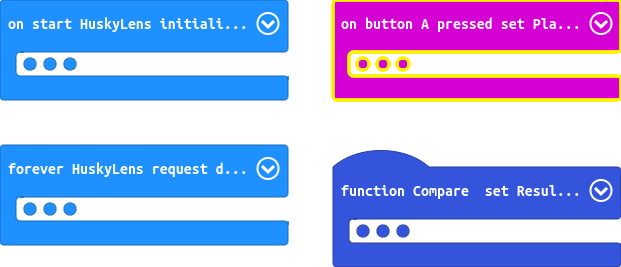 on start HuskyLens initiali...
on button A pressed set Pla...
forever HuskyLens request d...
function Compare set Resul...